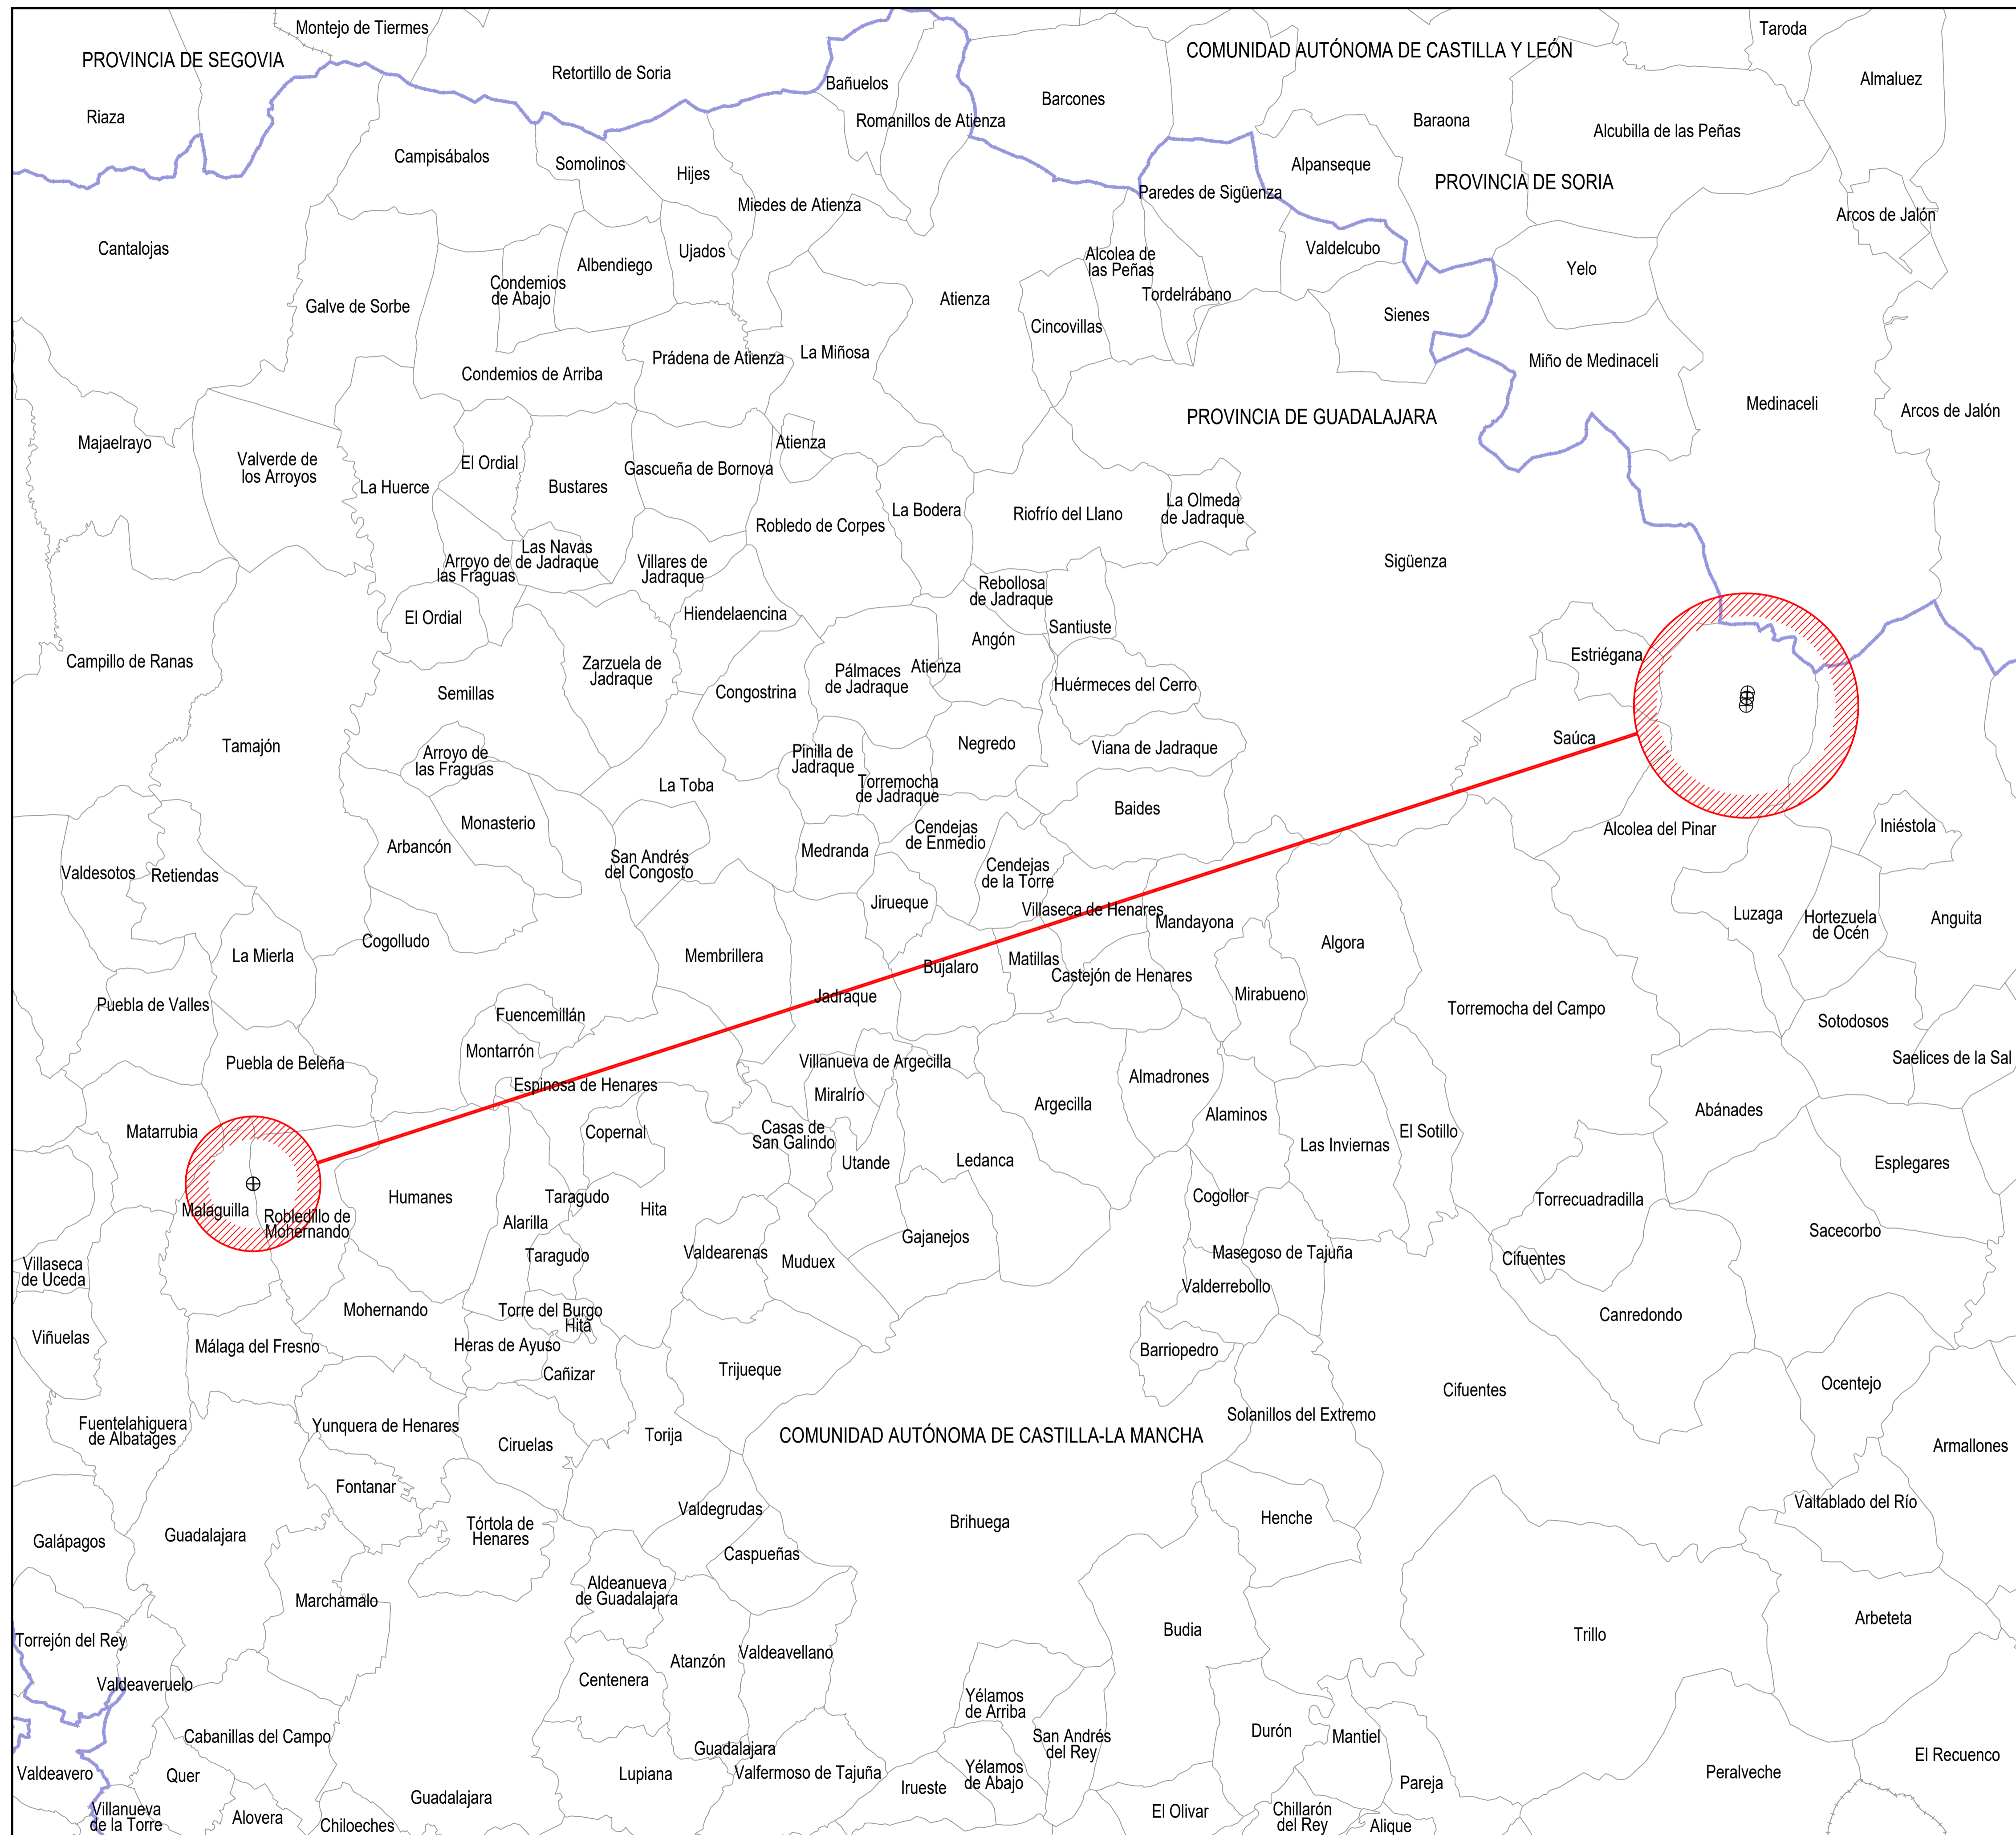 Montejo de Tiermes
Taroda
PROVINCIA DE SEGOVIA
COMUNIDAD AUTÓNOMA DE CASTILLA Y LEÓN
Retortillo de Soria
Bañuelos
Almaluez
Barcones
Riaza
Romanillos de Atienza
Baraona
Alcubilla de las Peñas
Campisábalos
Somolinos
Hijes
Alpanseque
PROVINCIA DE SORIA
Miedes de Atienza
Paredes de Sigüenza
Arcos de Jalón
Cantalojas
Ujados
Valdelcubo
Alcolea de
las Peñas
Albendiego
Yelo
Condemios
de Abajo
Galve de Sorbe
Atienza
Tordelrábano
Sienes
Cincovillas
Prádena de Atienza
La Miñosa
Miño de Medinaceli
Condemios de Arriba
Medinaceli
Arcos de Jalón
PROVINCIA DE GUADALAJARA
Majaelrayo
Atienza
Valverde de
los Arroyos
El Ordial
Gascueña de Bornova
La Huerce
Bustares
La Bodera
Riofrío del Llano
La Olmeda
de Jadraque
Robledo de Corpes
Las Navas
de Jadraque
Arroyo de
las Fraguas
Villares de
Jadraque
Sigüenza
Rebollosa
de Jadraque
El Ordial
Hiendelaencina
Santiuste
Angón
Estriégana
Campillo de Ranas
Zarzuela de
Jadraque
Pálmaces
de Jadraque
Atienza
Semillas
Congostrina
Huérmeces del Cerro
Tamajón
Arroyo de
las Fraguas
Pinilla de
Jadraque
Negredo
Viana de Jadraque
Saúca
La Toba
Torremocha
de Jadraque
Baides
Monasterio
Cendejas
de Enmedio
Alcolea del Pinar
Iniéstola
Arbancón
Medranda
Valdesotos
Retiendas
San Andrés
del Congosto
Cendejas
de la Torre
Jirueque
Villaseca de Henares
Mandayona
Luzaga
Hortezuela
de Océn
Anguita
Cogolludo
Algora
La Mierla
Membrillera
Bujalaro
Matillas
Castejón de Henares
Jadraque
Mirabueno
Puebla de Valles
Fuencemillán
Torremocha del Campo
Sotodosos
Montarrón
Puebla de Beleña
Villanueva de Argecilla
Saelices de la Sal
Espinosa de Henares
Almadrones
Miralrío
Argecilla
Alaminos
Abánades
Matarrubia
Copernal
Casas de
San Galindo
Las Inviernas
El Sotillo
Utande
Ledanca
Esplegares
Humanes
Taragudo
Cogollor
Torrecuadradilla
Malaguilla
Robledillo de
Mohernando
Alarilla
Hita
Sacecorbo
Gajanejos
Villaseca
de Uceda
Taragudo
Valdearenas
Muduex
Masegoso de Tajuña
Cifuentes
Valderrebollo
Mohernando
Torre del Burgo
Hita
Canredondo
Viñuelas
Málaga del Fresno
Heras de Ayuso
Barriopedro
Cañizar
Trijueque
Cifuentes
Ocentejo
Fuentelahiguera
de Albatages
Yunquera de Henares
Solanillos del Extremo
Ciruelas
Torija
COMUNIDAD AUTÓNOMA DE CASTILLA-LA MANCHA
Armallones
Fontanar
Valdegrudas
Valtablado del Río
Galápagos
Guadalajara
Tórtola de
Henares
Brihuega
Henche
Caspueñas
Aldeanueva
de Guadalajara
Marchamalo
Arbeteta
Torrejón del Rey
Budia
Trillo
Valdeavellano
Atanzón
Valdeaveruelo
Centenera
Yélamos
de Arriba
Cabanillas del Campo
San Andrés
del Rey
Durón
Mantiel
Guadalajara
El Recuenco
Valdeavero
Quer
Lupiana
Valfermoso de Tajuña
Yélamos
de Abajo
Irueste
Peralveche
Pareja
Guadalajara
Villanueva
de la Torre
Alovera
Chiloeches
El Olivar
Chillarón
del Rey
Alique